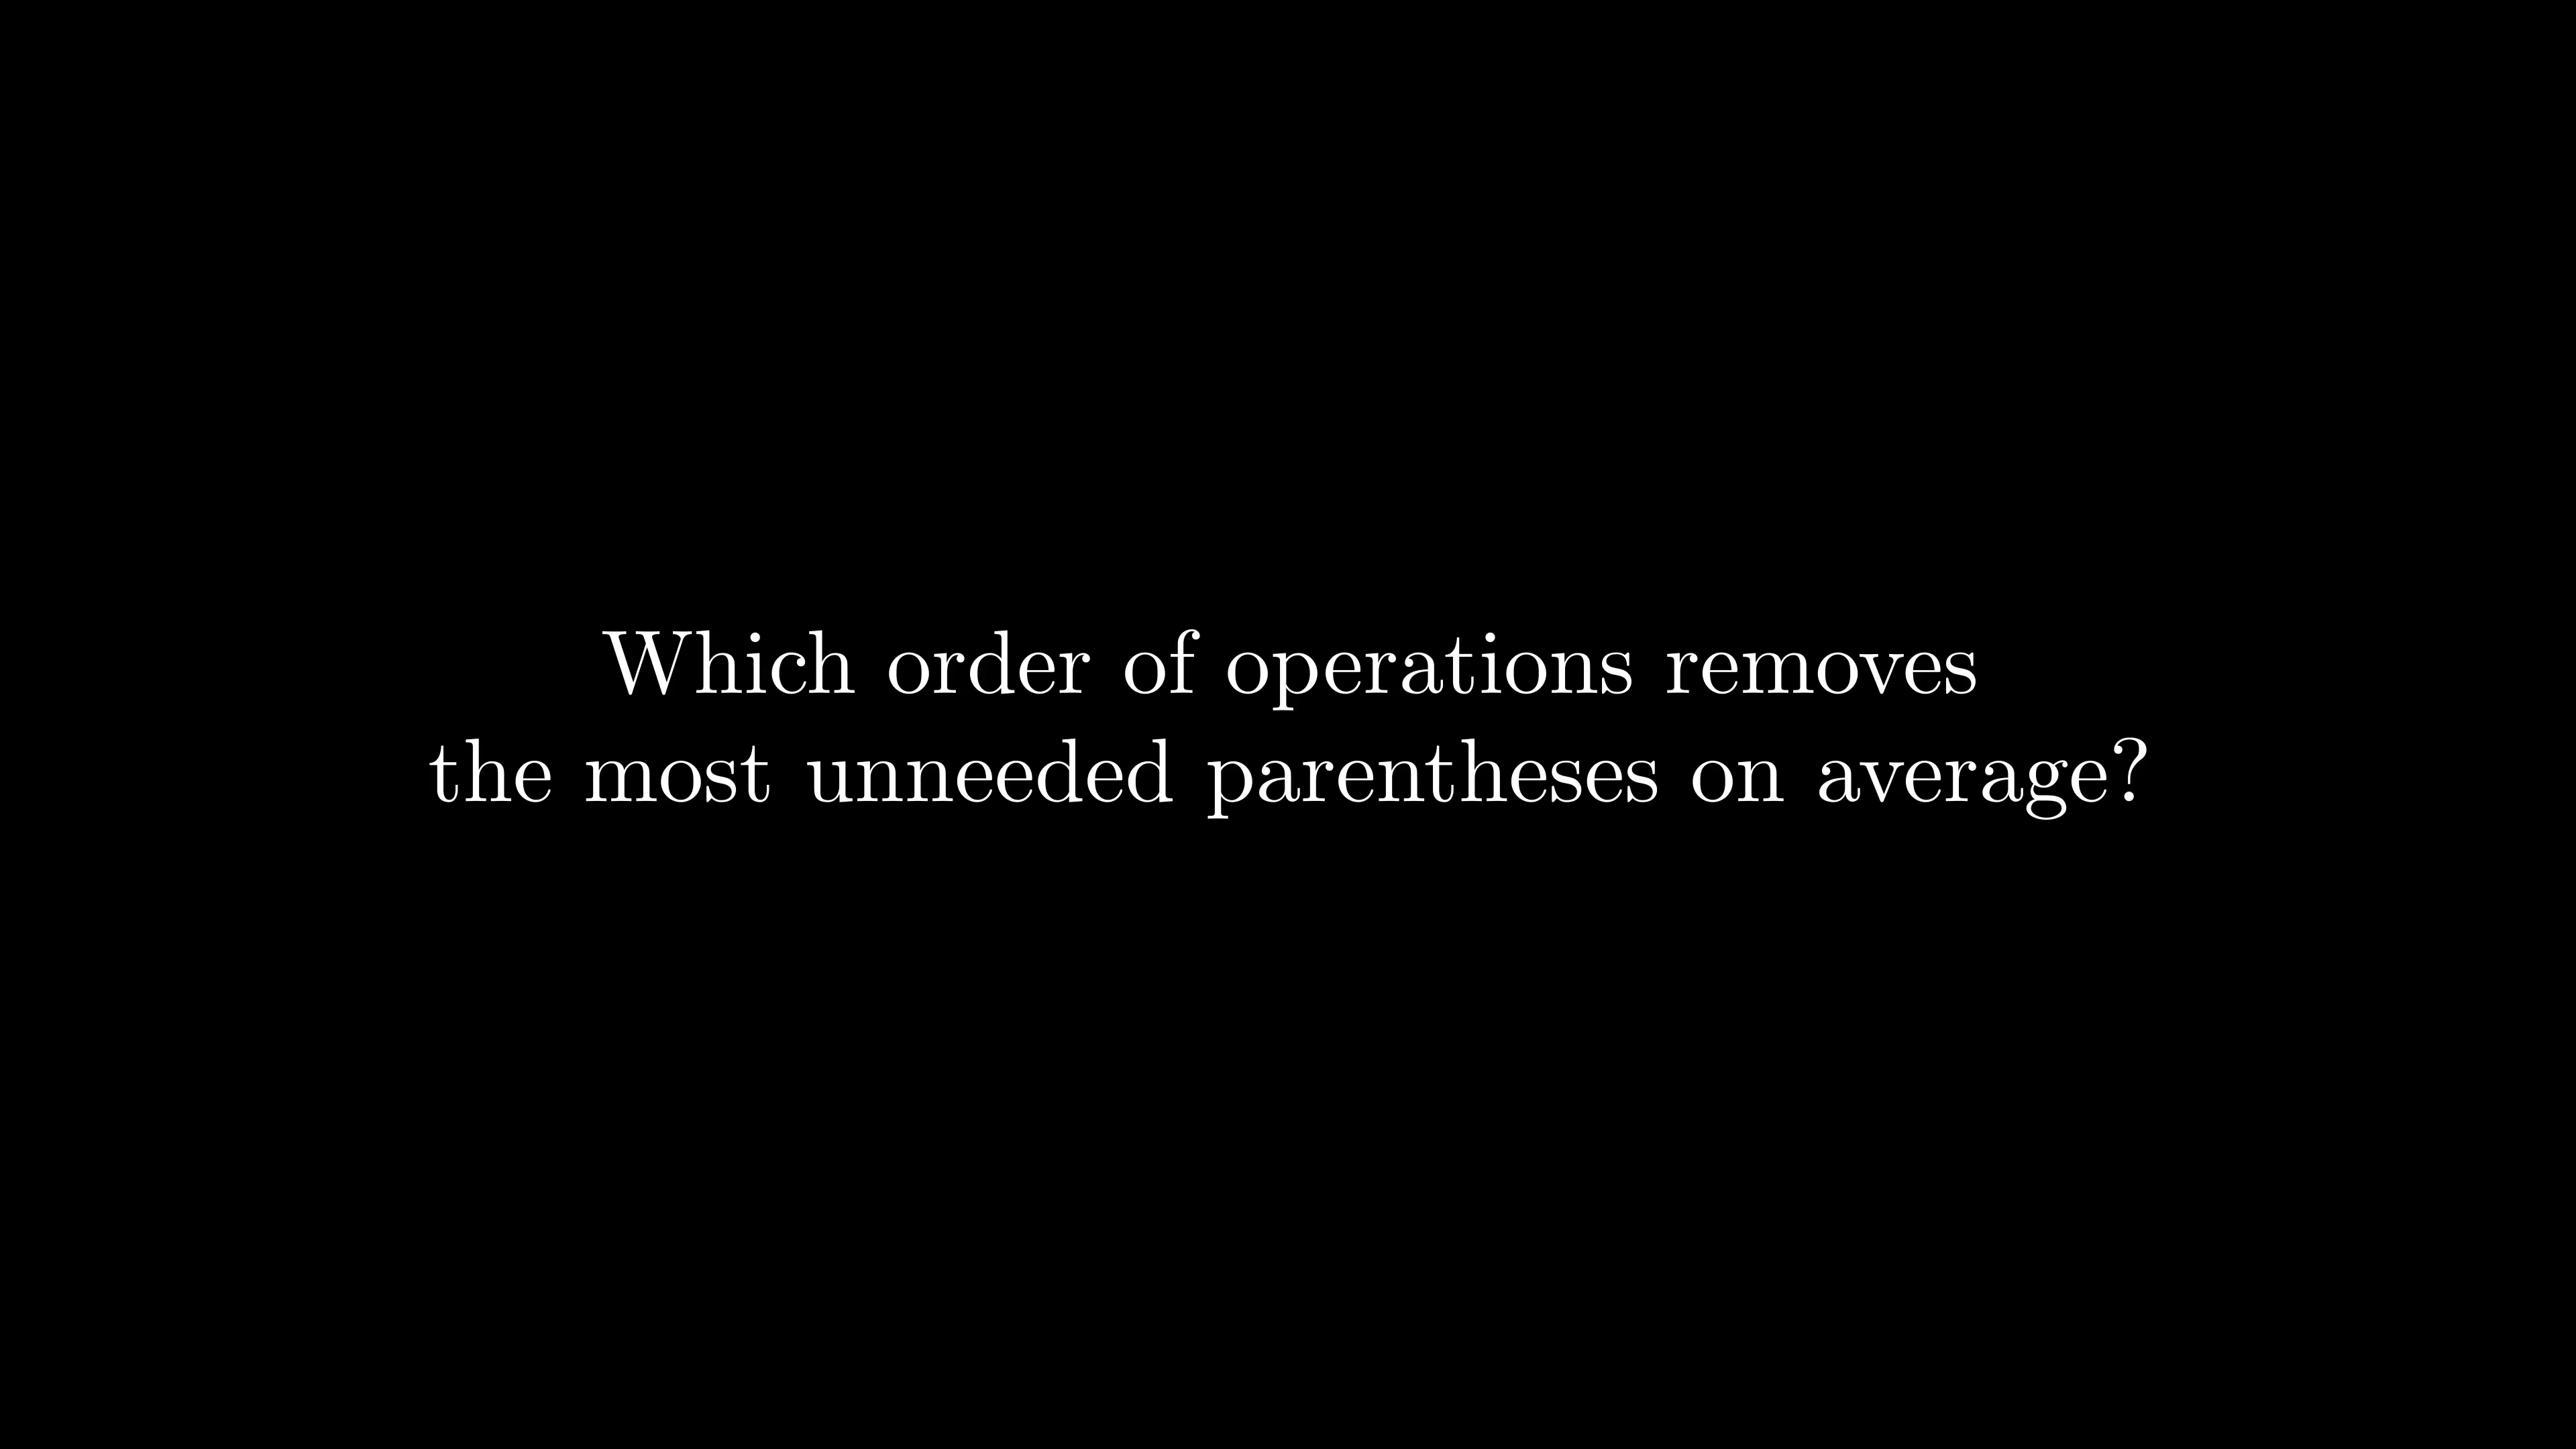 Which order of operations removes
the most unneeded parentheses on average?